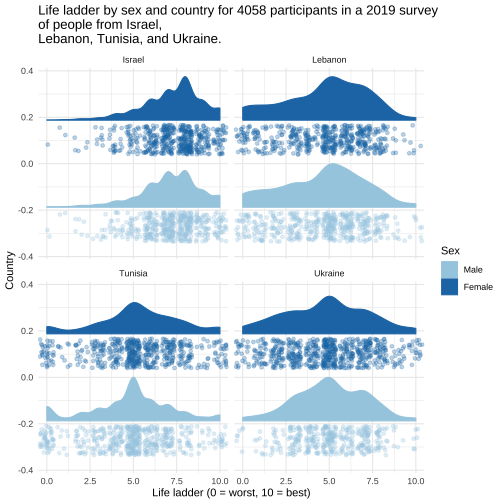 Life ladder by sex and country for 4058 participants in a 2019 survey
of people from Israel,
Lebanon, Tunisia, and Ukraine.
Israel
Lebanon
0.4
0.2
0.0
-0.2
-0.4
Country
Sex
Male
Female
Tunisia
Ukraine
0.4
0.2
0.0
-0.2
-0.4
0.0 2.5 5.0 7.5 10.0
0.0 2.5 5.0 7.5 10.0
Life ladder (0 = worst, 10 = best)